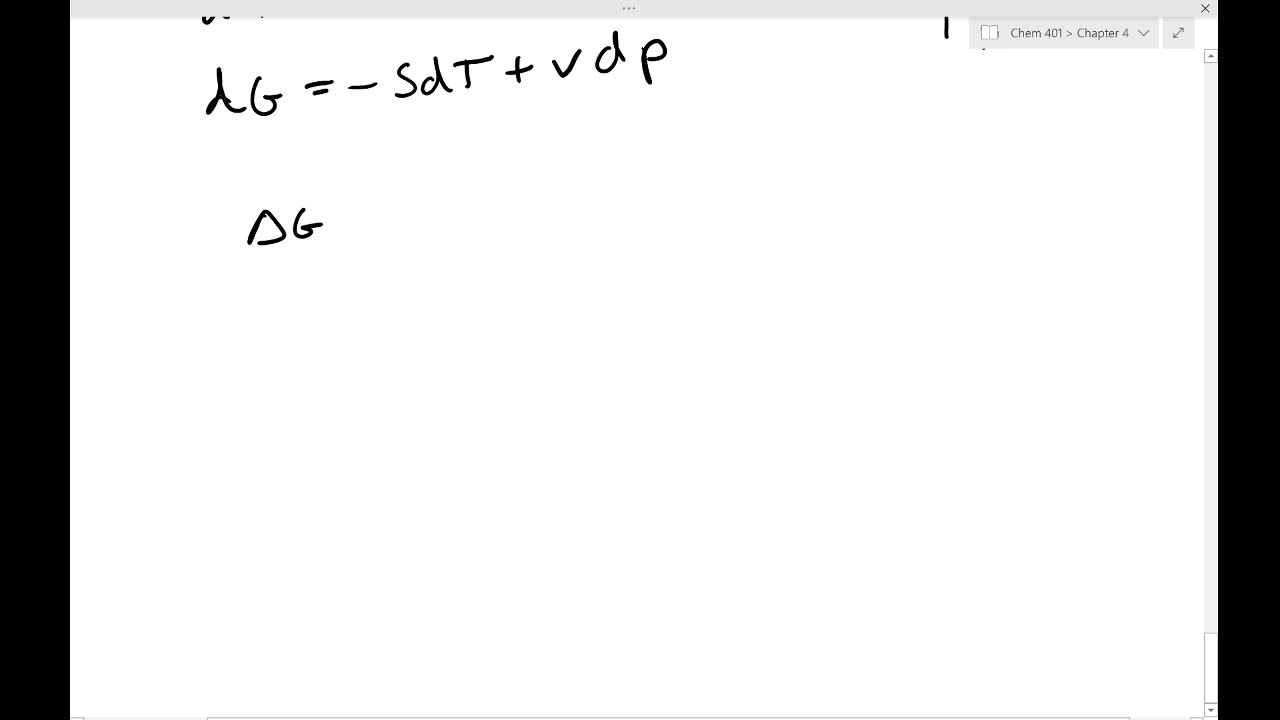 Chem 401 > Chapter 4
dG = - SdT + vdp
ΔG